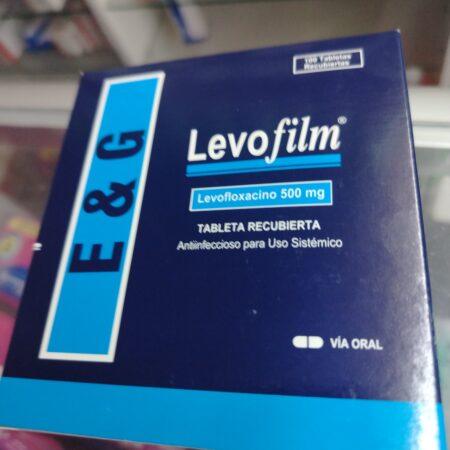 100 Tabletas
Recubiertas
E & G
Levofilm®
Levofloxacino 500 mg
TABLETA RECUBIERTA
Antiinfeccioso para Uso Sistémico
VÍA ORAL